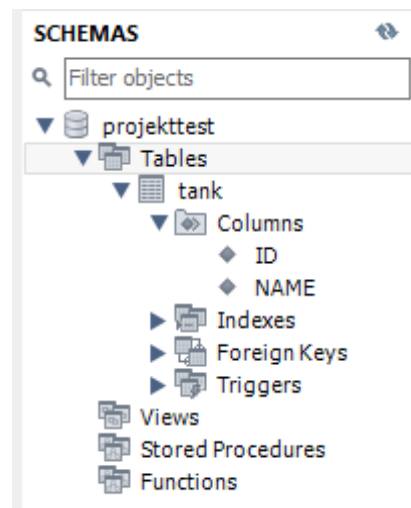 SCHEMAS
Filter objects
projekttest
Tables
tank
Columns
ID
NAME
Indexes
Foreign Keys
Triggers
Views
Stored Procedures
Functions